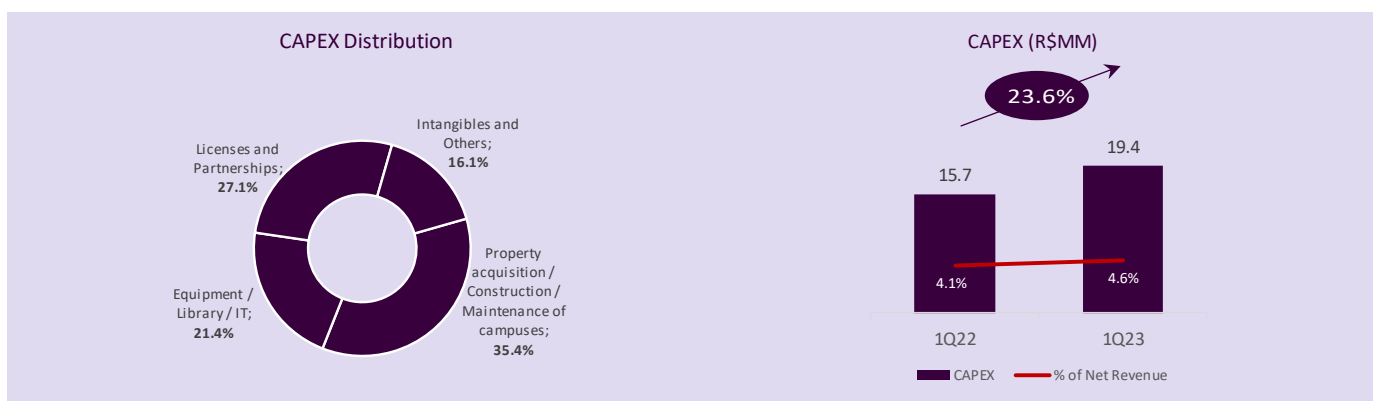 CAPEX Distribution
Intangibles and
Others;
16.1%
Licenses and
Partnerships;
27.1%
Property
acquisition /
Construction /
Maintenance of
campuses;
35.4%
Equipment /
Library / IT;
21.4%
CAPEX (R$MM)
23.6%
19.4
15.7
4.1%
4.6%
1Q22
1Q23
CAPEX
% of Net Revenue